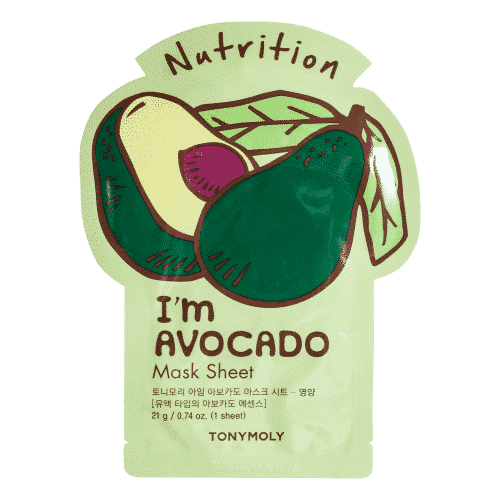 Nutrition
I'm
AVOCADO
Mask Sheet
토니모리 아임 아보카도 마스크 시트 - 영양
[유액 타입의 아보카도 에센스]
21 g / 0.74 oz. (1 sheet)
TONYMOLY